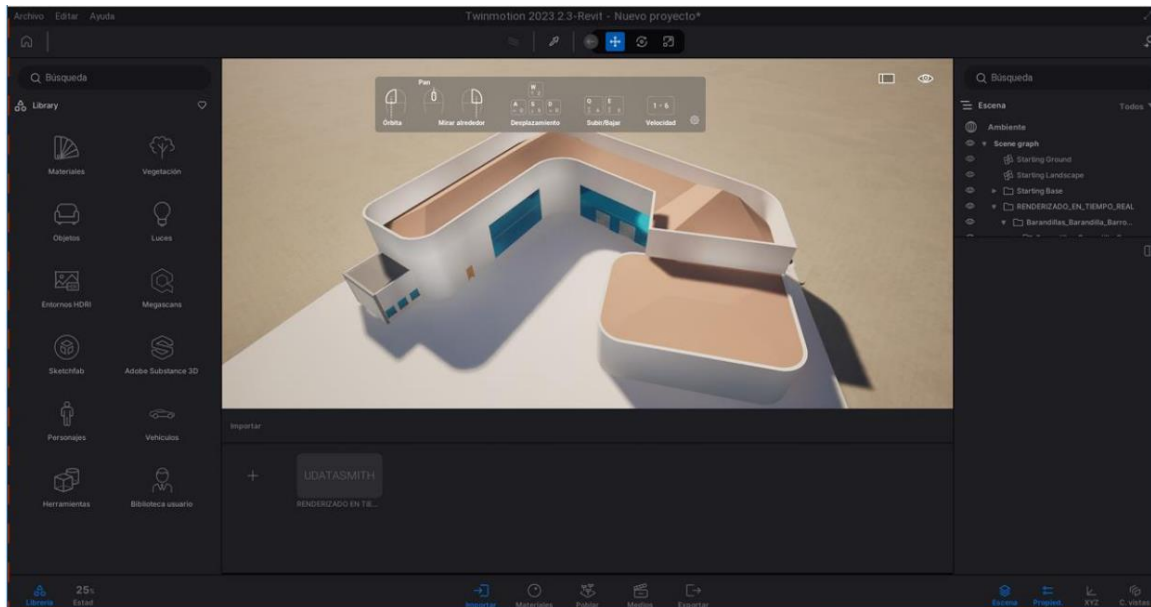 Archivo Editar Ayuda
Twinmotion 2023 2.3-Revit - Nuevo proyecto*
Búsqueda
Library
Materiales
Vegetación
Objetos
Luces
Entornos HDRI
Megascans
Sketchfab
Adobe Substance 3D
Personajes
Vehículos
Herramientas
Biblioteca usuario
Pan
Órbita
Mirar alrededor
W
A S D
Desplazamiento
Q E
Subir/Bajar
1 - 6
Velocidad
Búsqueda
Escena
Todos
Ambiente
Scene graph
Starting Ground
Starting Landscape
Starting Base
RENDERIZADO_EN_TIEMPO_REAL
Barandillas_Barandilla_Barro...
Importar
UDATASMITH
RENDERIZADO EN TIE...
Librería
25%
Estad
Importar
Materiales
Poblar
Medios
Exportar
Escena
Propied.
XYZ
C. vistas